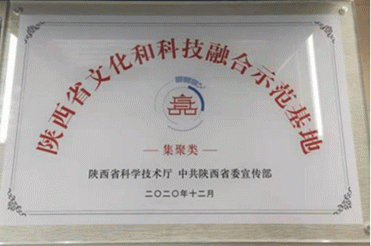 陕西省文化和科技融合示范基地
集聚类
陕西省科学技术厅 中共陕西省委宣传部
二〇二〇年十二月